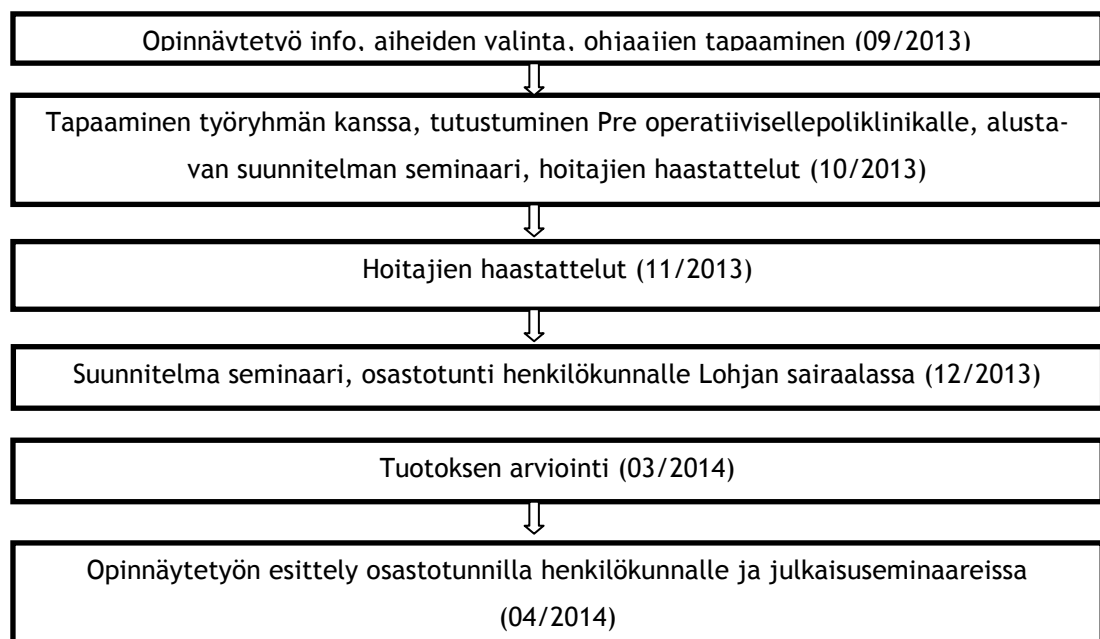 Opinnäytetyö info, aiheiden valinta, ohjaajien tapaaminen (09/2013)
Tapaaminen työryhmän kanssa, tutustuminen Pre operatiivisellepoliklinikalle, alusta-
van suunnitelman seminaari, hoitajien haastattelut (10/2013)
Hoitajien haastattelut (11/2013)
Suunnitelma seminaari, osastotunti henkilökunnalle Lohjan sairaalassa (12/2013)
Tuotoksen arviointi (03/2014)
Opinnäytetyön esittely osastotunnilla henkilökunnalle ja julkaisuseminaareissa
(04/2014)